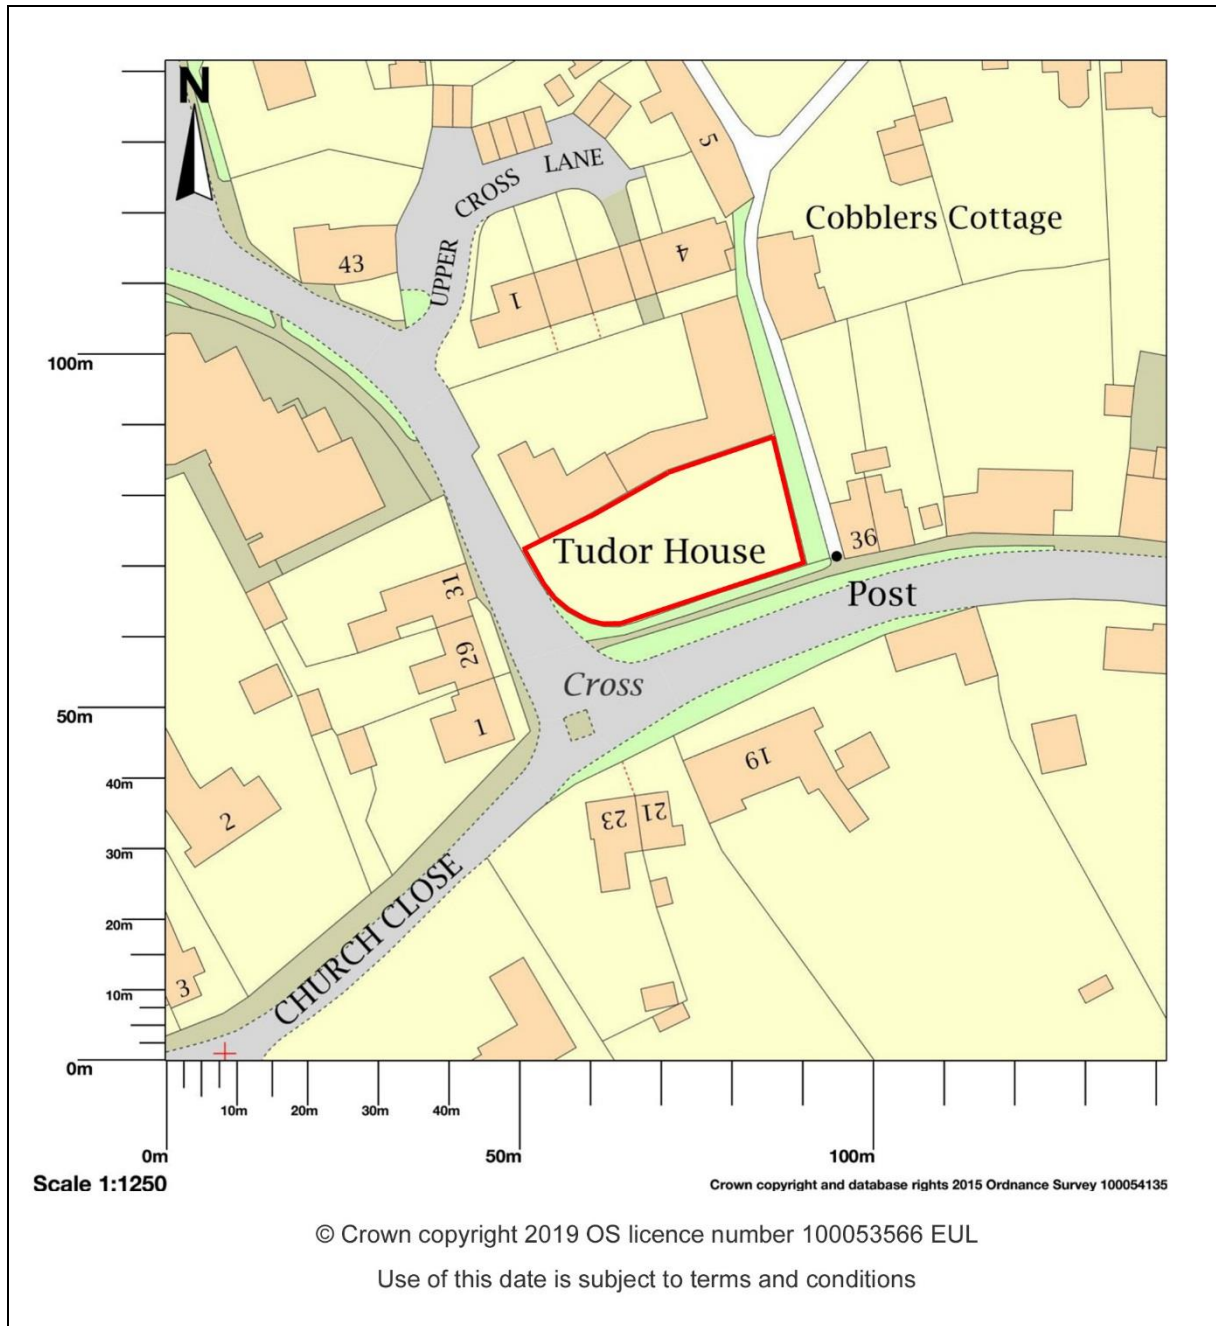 N
5
UPPER CROSS LANE
Cobblers Cottage
43
4
1
100m
Tudor House
36
Post
31
29
Cross
1
50m
19
40m
2
23
21
30m
CHURCH CLOSE
20m
3
10m
0m
10m
20m
30m
40m
0m
50m
100m
Scale 1:1250
Crown copyright and database rights 2015 Ordnance Survey 100054135
© Crown copyright 2019 OS licence number 100053566 EUL
Use of this date is subject to terms and conditions